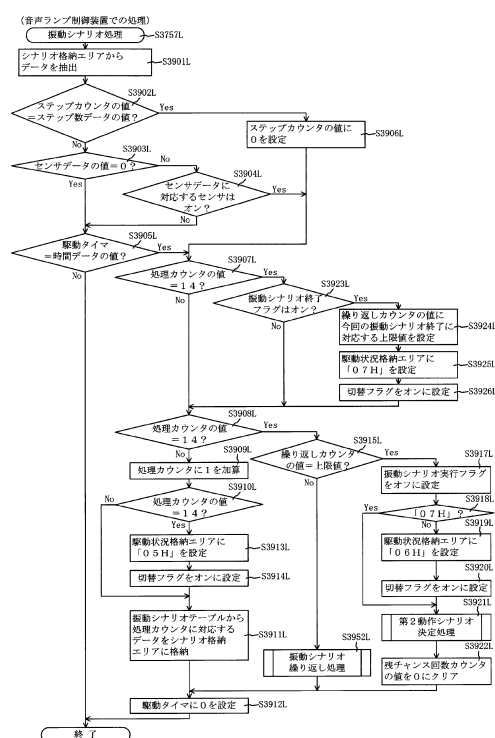 (音声ランプ制御装置での処理)
振動シナリオ処理
S3757L
シナリオ格納エリアから
データを抽出
S3901L
S3902L
ステップカウンタの値
=ステップ数データの値?
Yes
No
ステップカウンタの値に
0を設定
S3906L
S3903L
センサデータの値=0?
No
Yes
S3904L
センサデータに
対応するセンサは
オン?
Yes
No
S3905L
駆動タイマ
=時間データの値?
Yes
No
S3907L
処理カウンタの値
=14?
Yes
No
S3923L
振動シナリオ終了
フラグはオン?
Yes
No
繰り返しカウンタの値に
今回の振動シナリオ終了に
対応する上限値を設定
S3924L
駆動状況格納エリアに
「07H」を設定
S3925L
切替フラグをオンに設定
S3926L
S3908L
処理カウンタの値
=14?
Yes
No
S3909L
処理カウンタに1を加算
S3910L
処理カウンタの値
=14?
No
Yes
駆動状況格納エリアに
「05H」を設定
S3913L
切替フラグをオンに設定
S3914L
振動シナリオテーブルから
処理カウンタに対応する
データをシナリオ格納
エリアに格納
S3911L
S3915L
繰り返しカウンタ
の値=上限値?
Yes
No
S3952L
振動シナリオ
繰り返し処理
S3917L
振動シナリオ実行フラグ
をオフに設定
S3918L
「07H」?
Yes
No
S3919L
駆動状況格納エリアに
「06H」を設定
S3920L
切替フラグをオンに設定
S3921L
第2動作シナリオ
決定処理
S3922L
残チャンス回数カウンタ
の値を0にクリア
駆動タイマに0を設定
S3912L
終了